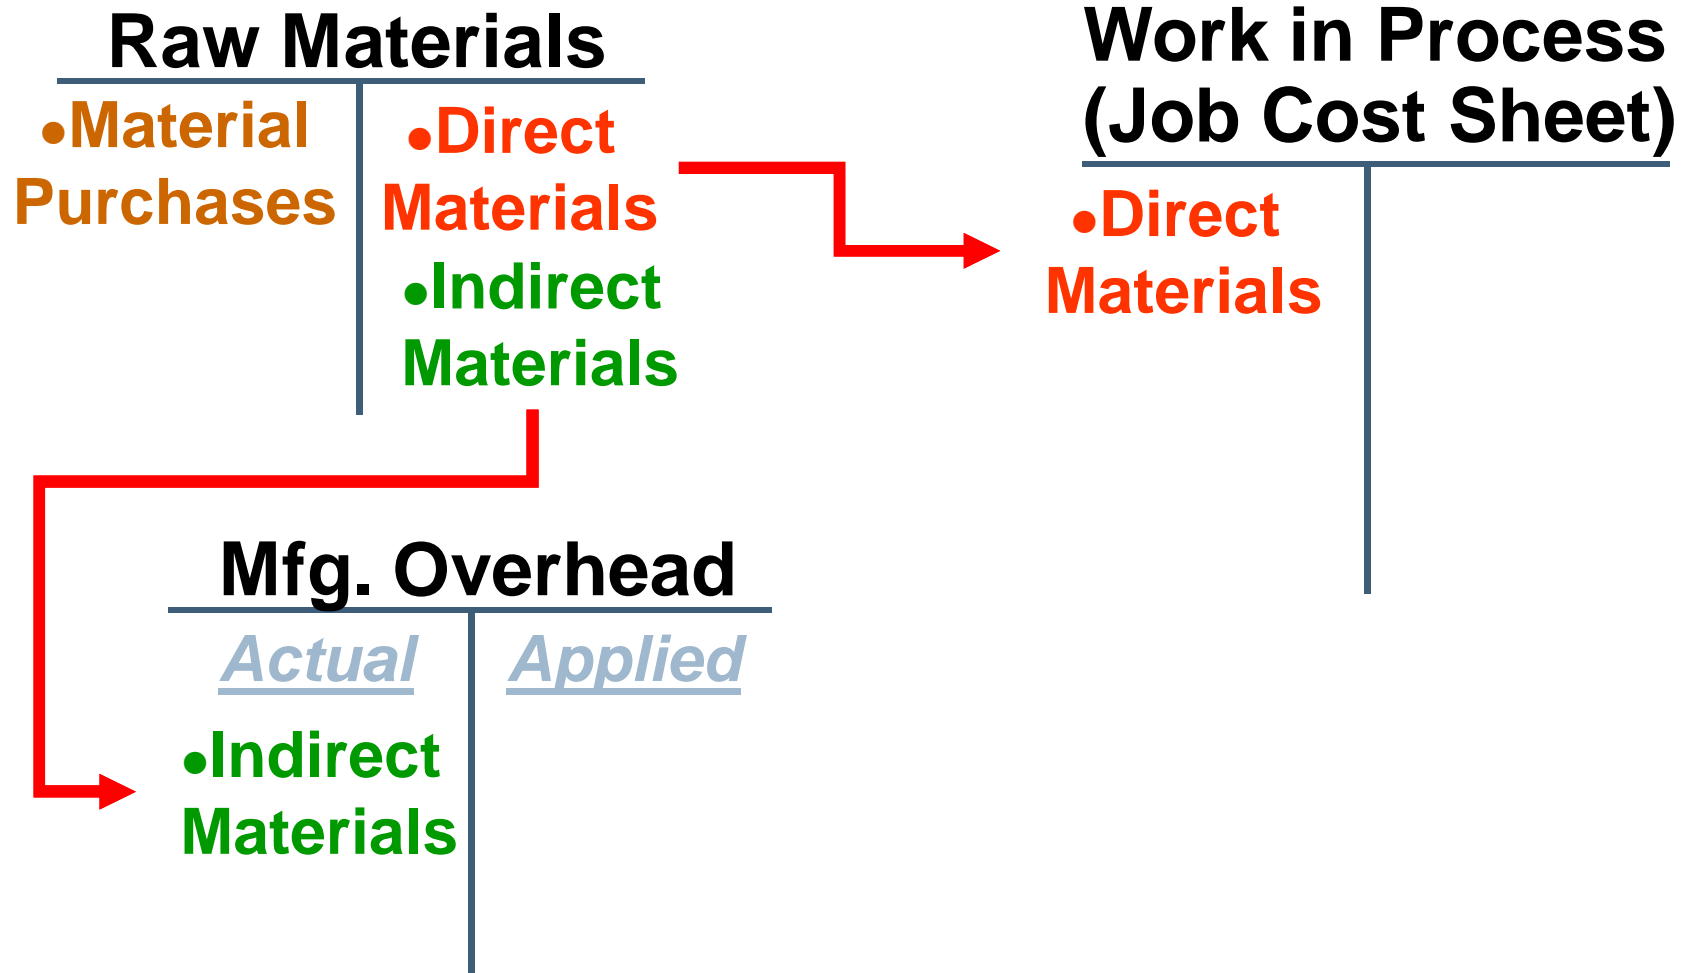 Raw Materials
●Material
Purchases
●Direct
Materials
●Indirect
Materials
Work in Process
(Job Cost Sheet)
●Direct
Materials
Mfg. Overhead
Actual
Applied
●Indirect
Materials